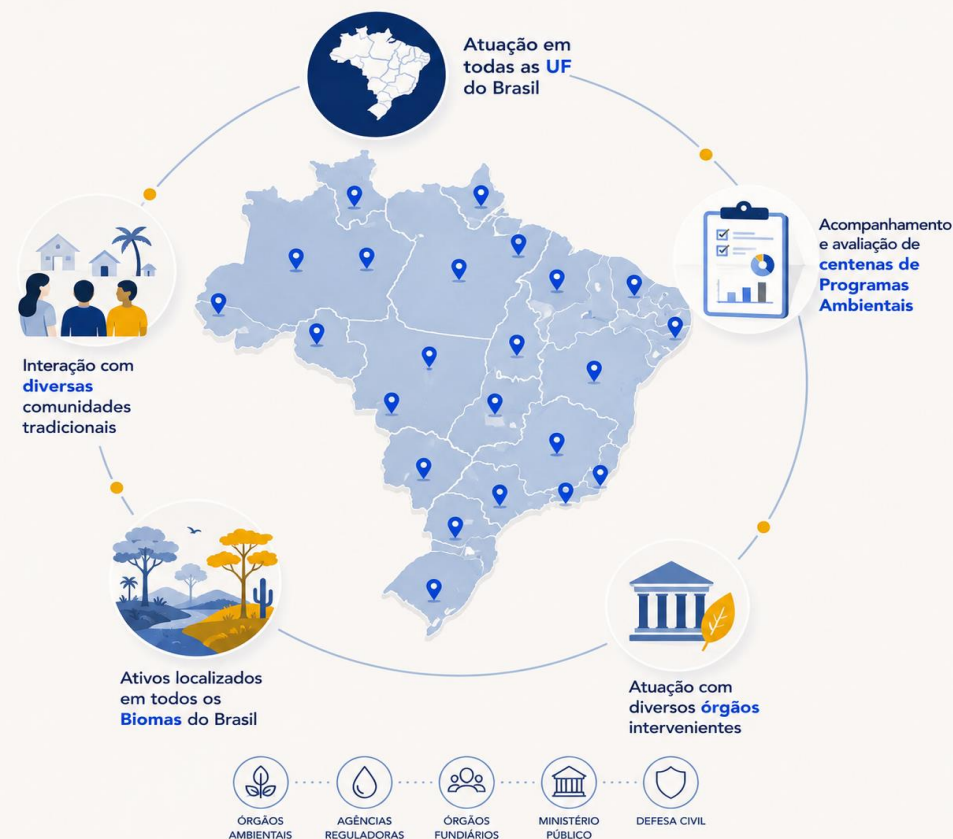 Atuação em
todas as UF
do Brasil
Acompanhamento
e avaliação de
centenas de
Programas
Ambientais
Interação com
diversas
comunidades
tradicionais
Ativos localizados
em todos os
Biomas do Brasil
Atuação com
diversos órgãos
intervenientes
ÓRGÃOS
AMBIENTAIS
AGÊNCIAS
REGULADORAS
ÓRGÃOS
FUNDIÁRIOS
MINISTÉRIO
PÚBLICO
DEFESA CIVIL